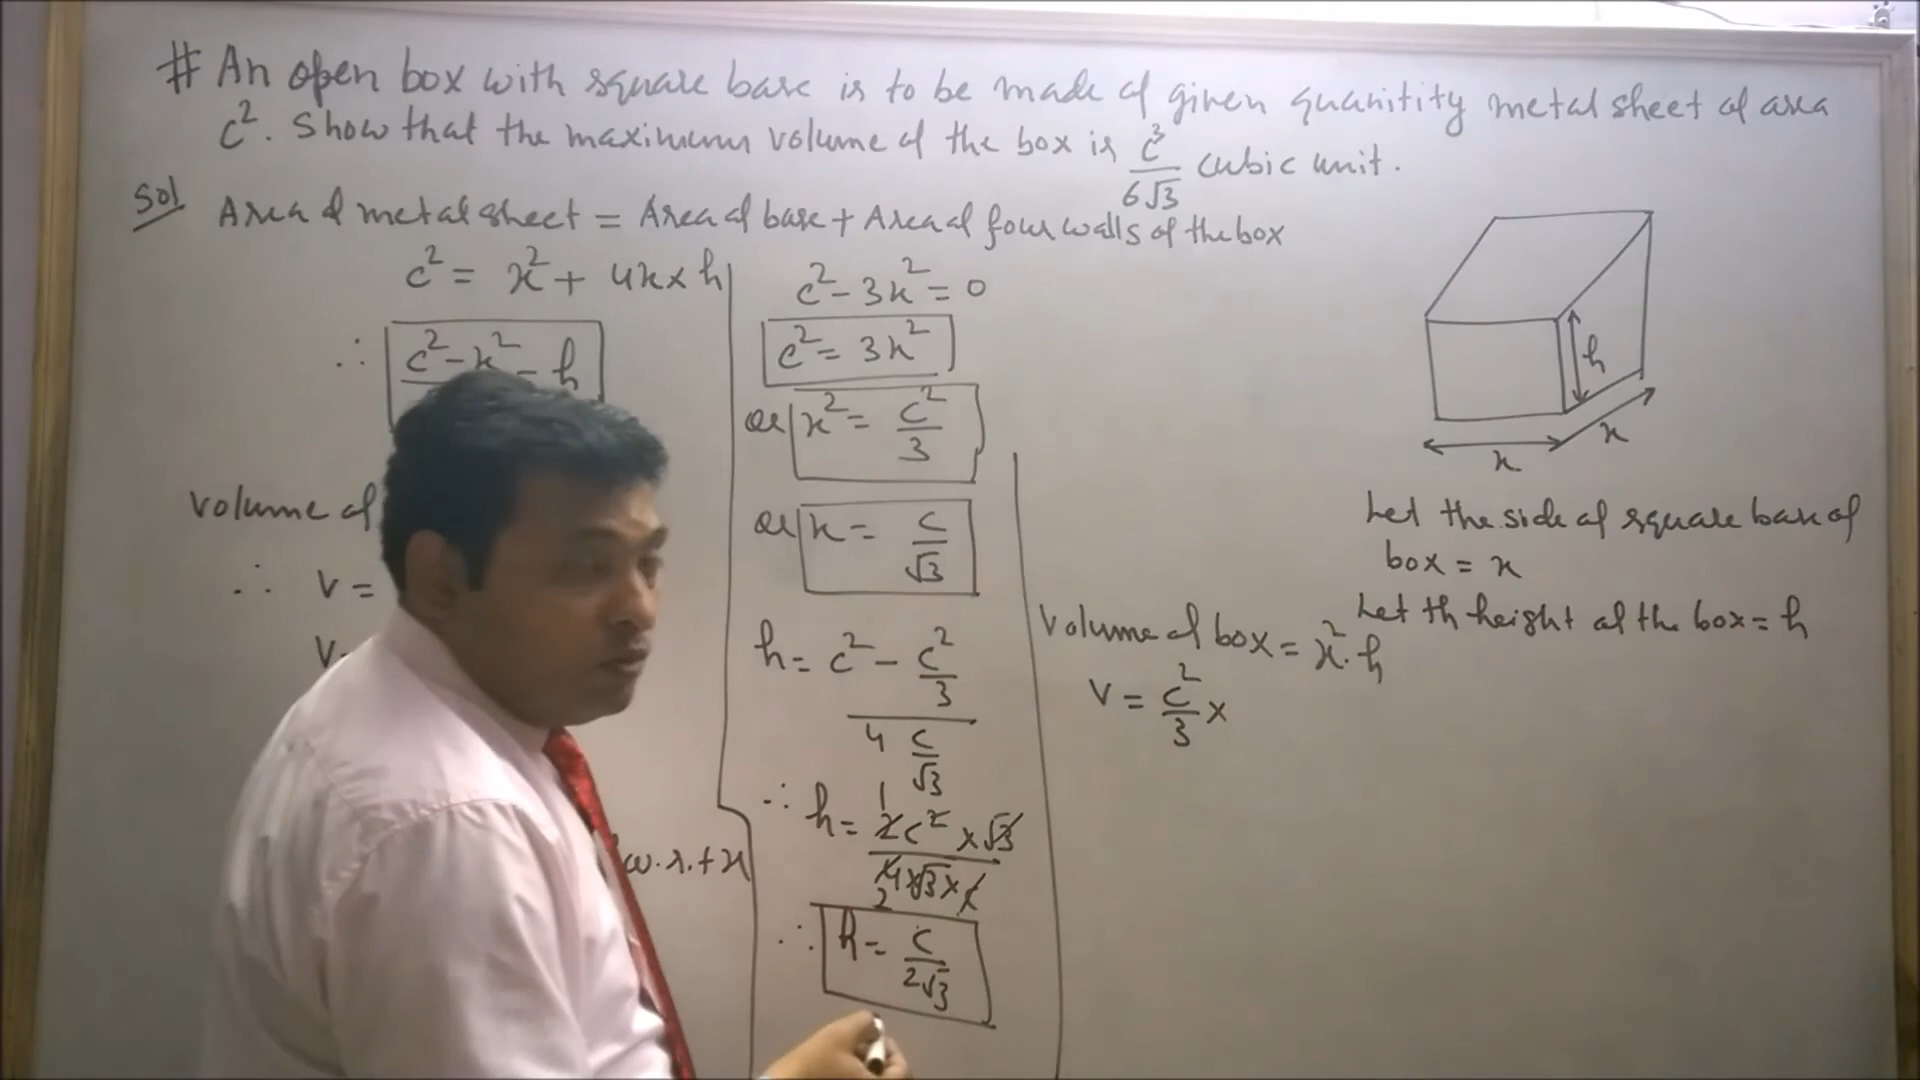 # An open box with square base is to be made of given quanitity metal sheet of area
c². Show that the maximum volume of the box is c³/6√3 cubic unit.
Sol Area of metal sheet = Area of base + Area of four walls of the box
c² = x² + 4x × h
∴ c² - x² = h
volume of
∴ V =
V
w.r.t x
c² - 3x² = 0
c² = 3x²
or x² = c²/3
or x = c/√3
h = c² - c²/3
4 c/√3
∴ h = 2c² × √3 / 4 × √3 × c
1
2
∴ h = c/2√3
Volume of box = x². h
V = c²/3 ×
h
x
x
Let the side of square base of
box = x
Let th height of the box = h